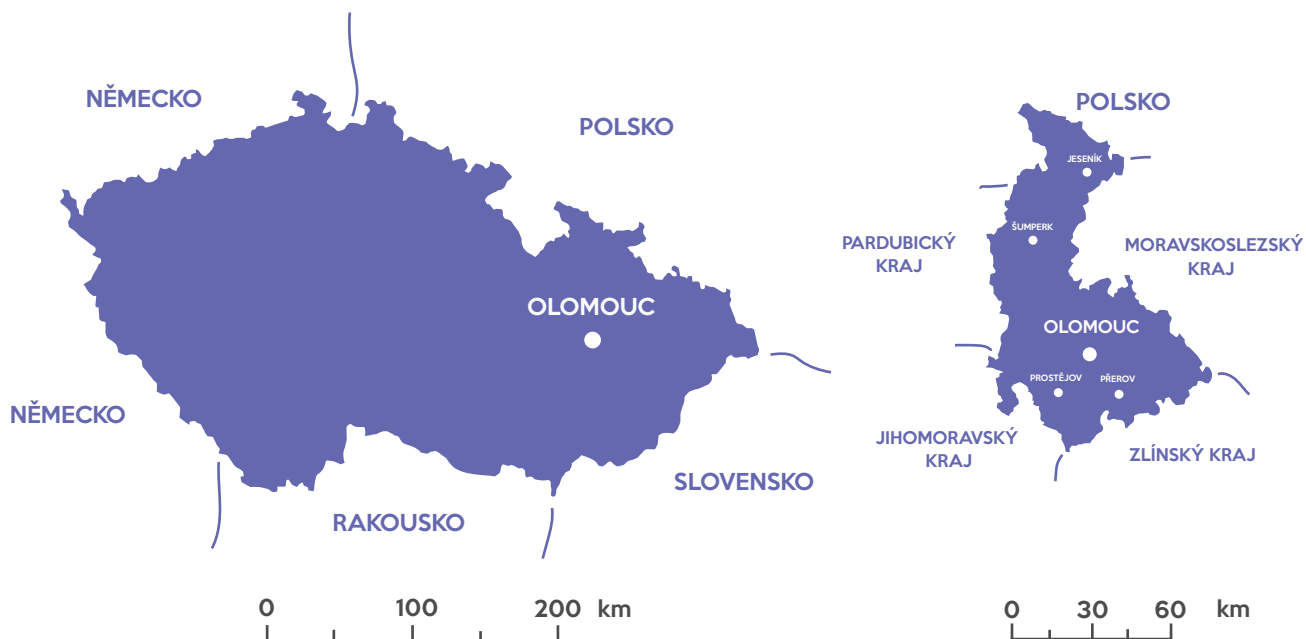 NĚMECKO
POLSKO
OLOMOUC
NĚMECKO
SLOVENSKO
RAKOUSKO
0 100 200 km
POLSKO
JESENÍK
ŠUMPERK
PARDUBICKÝ
KRAJ
MORAVSKOSLEZSKÝ
KRAJ
OLOMOUC
PROSTĚJOV
PŘEROV
JIHOMORAVSKÝ
KRAJ
ZLÍNSKÝ KRAJ
0 30 60 km